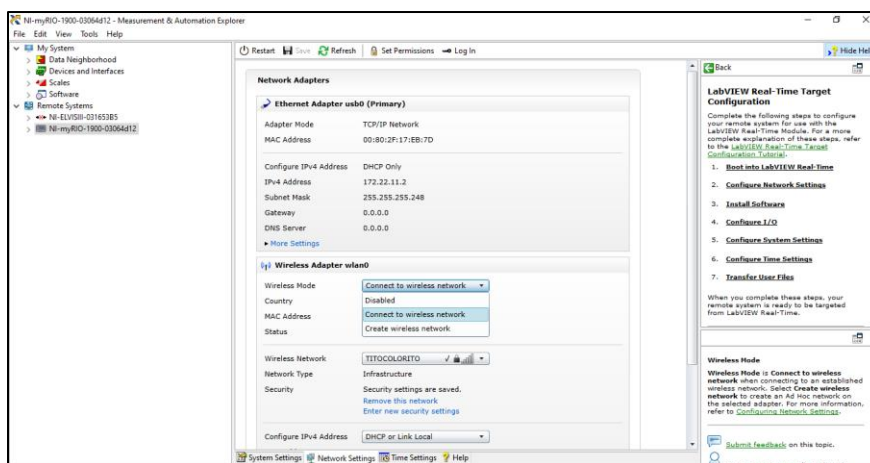 NI-myRIO-1900-03064d12 - Measurement & Automation Explorer
File Edit View Tools Help
My System
Data Neighborhood
Devices and Interfaces
Scales
Software
Remote Systems
NI-ELVISIII-031653B5
NI-myRIO-1900-03064d12
Restart Save Refresh Set Permissions Log In Hide Hel
Network Adapters
Ethernet Adapter usb0 (Primary)
Adapter Mode TCP/IP Network
MAC Address 00:80:2F:17:EB:7D
Configure IPv4 Address DHCP Only
IPv4 Address 172.22.11.2
Subnet Mask 255.255.255.248
Gateway 0.0.0.0
DNS Server 0.0.0.0
More Settings
Wireless Adapter wlan0
Wireless Mode Connect to wireless network
Country Disabled
MAC Address Connect to wireless network
Status Create wireless network
Wireless Network TITOCOLORITO
Network Type Infrastructure
Security Security settings are saved.
Remove this network
Enter new security settings
Configure IPv4 Address DHCP or Link Local
System Settings Network Settings Time Settings Help
Back
LabVIEW Real-Time Target
Configuration
Complete the following steps to configure
your remote system for use with the
LabVIEW Real-Time Module. For a more
complete explanation of these steps, refer
to the LabVIEW Real-Time Target
Configuration Tutorial.
1. Boot into LabVIEW Real-Time
2. Configure Network Settings
3. Install Software
4. Configure I/O
5. Configure System Settings
6. Configure Time Settings
7. Transfer User Files
When you complete these steps, your
remote system is ready to be targeted
from LabVIEW Real-Time.
Wireless Mode
Wireless Mode is Connect to wireless
network when connecting to an established
wireless network. Select Create wireless
network to create an Ad Hoc network on
the selected adapter. For more information,
refer to Configuring Network Settings.
Submit feedback on this topic.